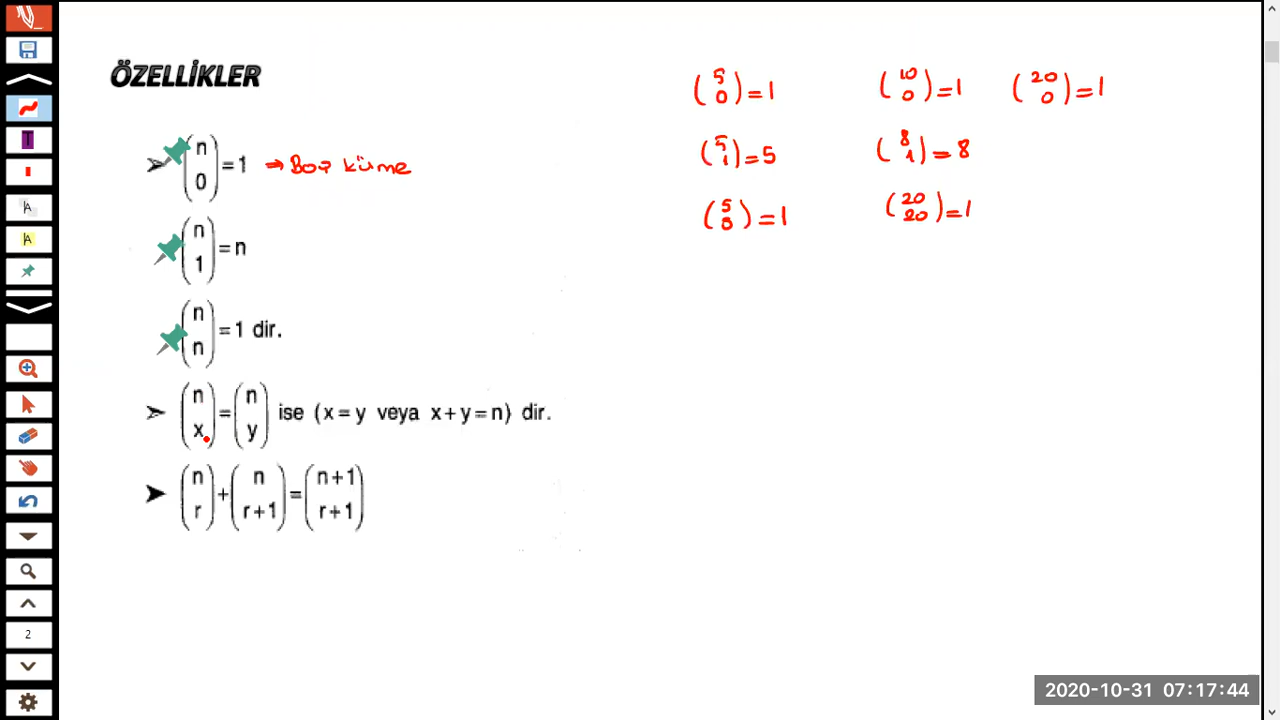 ÖZELLİKLER
(n 0) = 1 ⇒ Boş küme
(n 1) = n
(n n) = 1 dir.
(n x) = (n y) ise (x = y veya x + y = n) dir.
(n r) + (n r+1) = (n+1 r+1)
(5 0) = 1 (10 0) = 1 (20 0) = 1
(5 1) = 5 (8 1) = 8
(5 5) = 1 (20 20) = 1
T
A
A
2
2020-10-31 07:17:44